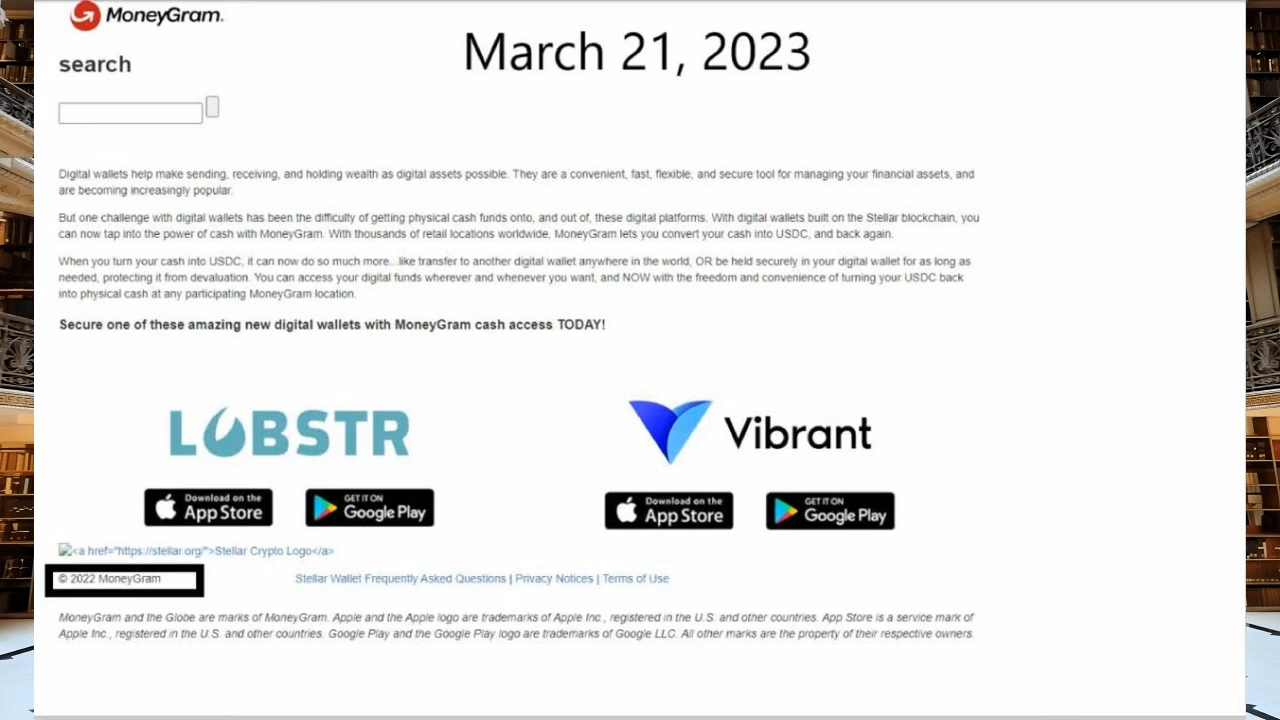 MoneyGram.
March 21, 2023
search
Digital wallets help make sending, receiving, and holding wealth as digital assets possible. They are a convenient, fast, flexible, and secure tool for managing your financial assets, and
are becoming increasingly popular.
But one challenge with digital wallets has been the difficulty of getting physical cash funds onto, and out of, these digital platforms. With digital wallets built on the Stellar blockchain, you
can now tap into the power of cash with MoneyGram. With thousands of retail locations worldwide, MoneyGram lets you convert your cash into USDC, and back again.
When you turn your cash into USDC, it can now do so much more...like transfer to another digital wallet anywhere in the world, OR be held securely in your digital wallet for as long as
needed, protecting it from devaluation. You can access your digital funds wherever and whenever you want, and NOW with the freedom and convenience of turning your USDC back
into physical cash at any participating MoneyGram location.
Secure one of these amazing new digital wallets with MoneyGram cash access TODAY!
LOBSTR
Vibrant
Download on the
App Store
GET IT ON
Google Play
Download on the
App Store
GET IT ON
Google Play
<a href="https://stellar.org/">Stellar Crypto Logo</a>
© 2022 MoneyGram
Stellar Wallet Frequently Asked Questions | Privacy Notices | Terms of Use
MoneyGram and the Globe are marks of MoneyGram. Apple and the Apple logo are trademarks of Apple Inc., registered in the U.S. and other countries. App Store is a service mark of
Apple Inc., registered in the U.S. and other countries. Google Play and the Google Play logo are trademarks of Google LLC. All other marks are the property of their respective owners.